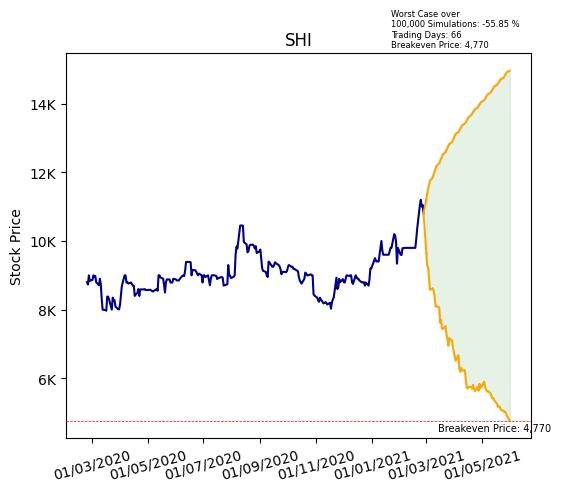 Worst Case over
100,000 Simulations: -55.85 %
Trading Days: 66
Breakeven Price: 4,770
SHI
Stock Price
14K
12K
10K
8K
6K
Breakeven Price: 4,770
01/03/2020
01/05/2020
01/07/2020
01/09/2020
01/11/2020
01/01/2021
01/03/2021
01/05/2021